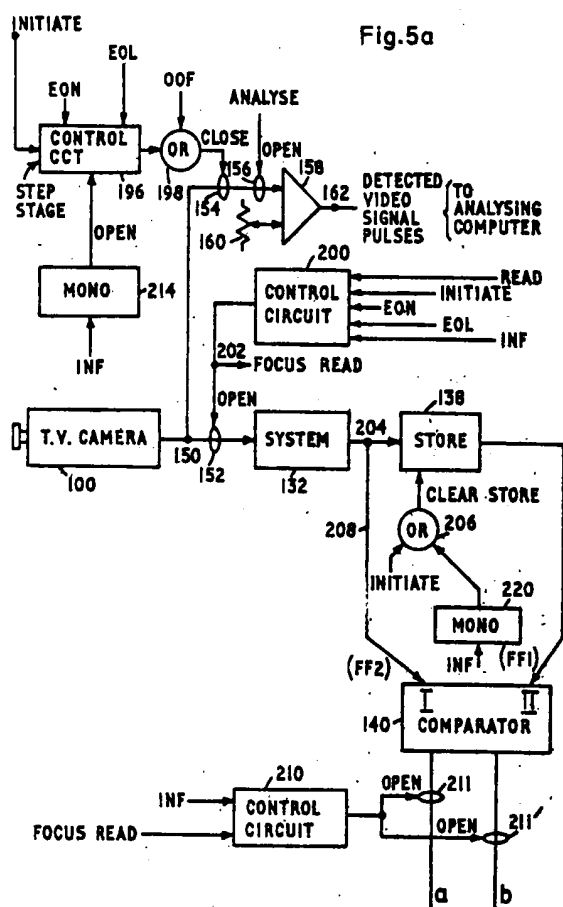 Fig.5a
INITIATE
EOL
EON
OOF
ANALYSE
CONTROL
CCT
OR
CLOSE
OPEN
156
158
STEP
STAGE
196
198
154
162
DETECTED
VIDEO
SIGNAL
PULSES
TO
ANALYSING
COMPUTER
160
OPEN
200
MONO
214
CONTROL
CIRCUIT
READ
INITIATE
EON
EOL
INF
INF
202
FOCUS READ
OPEN
138
T.V. CAMERA
SYSTEM
204
STORE
100
150
152
132
CLEAR STORE
208
OR
206
INITIATE
220
MONO
(FF2)
INF
(FF1)
I
II
140
COMPARATOR
210
OPEN
211
INF
CONTROL
CIRCUIT
FOCUS READ
OPEN
211'
a
b